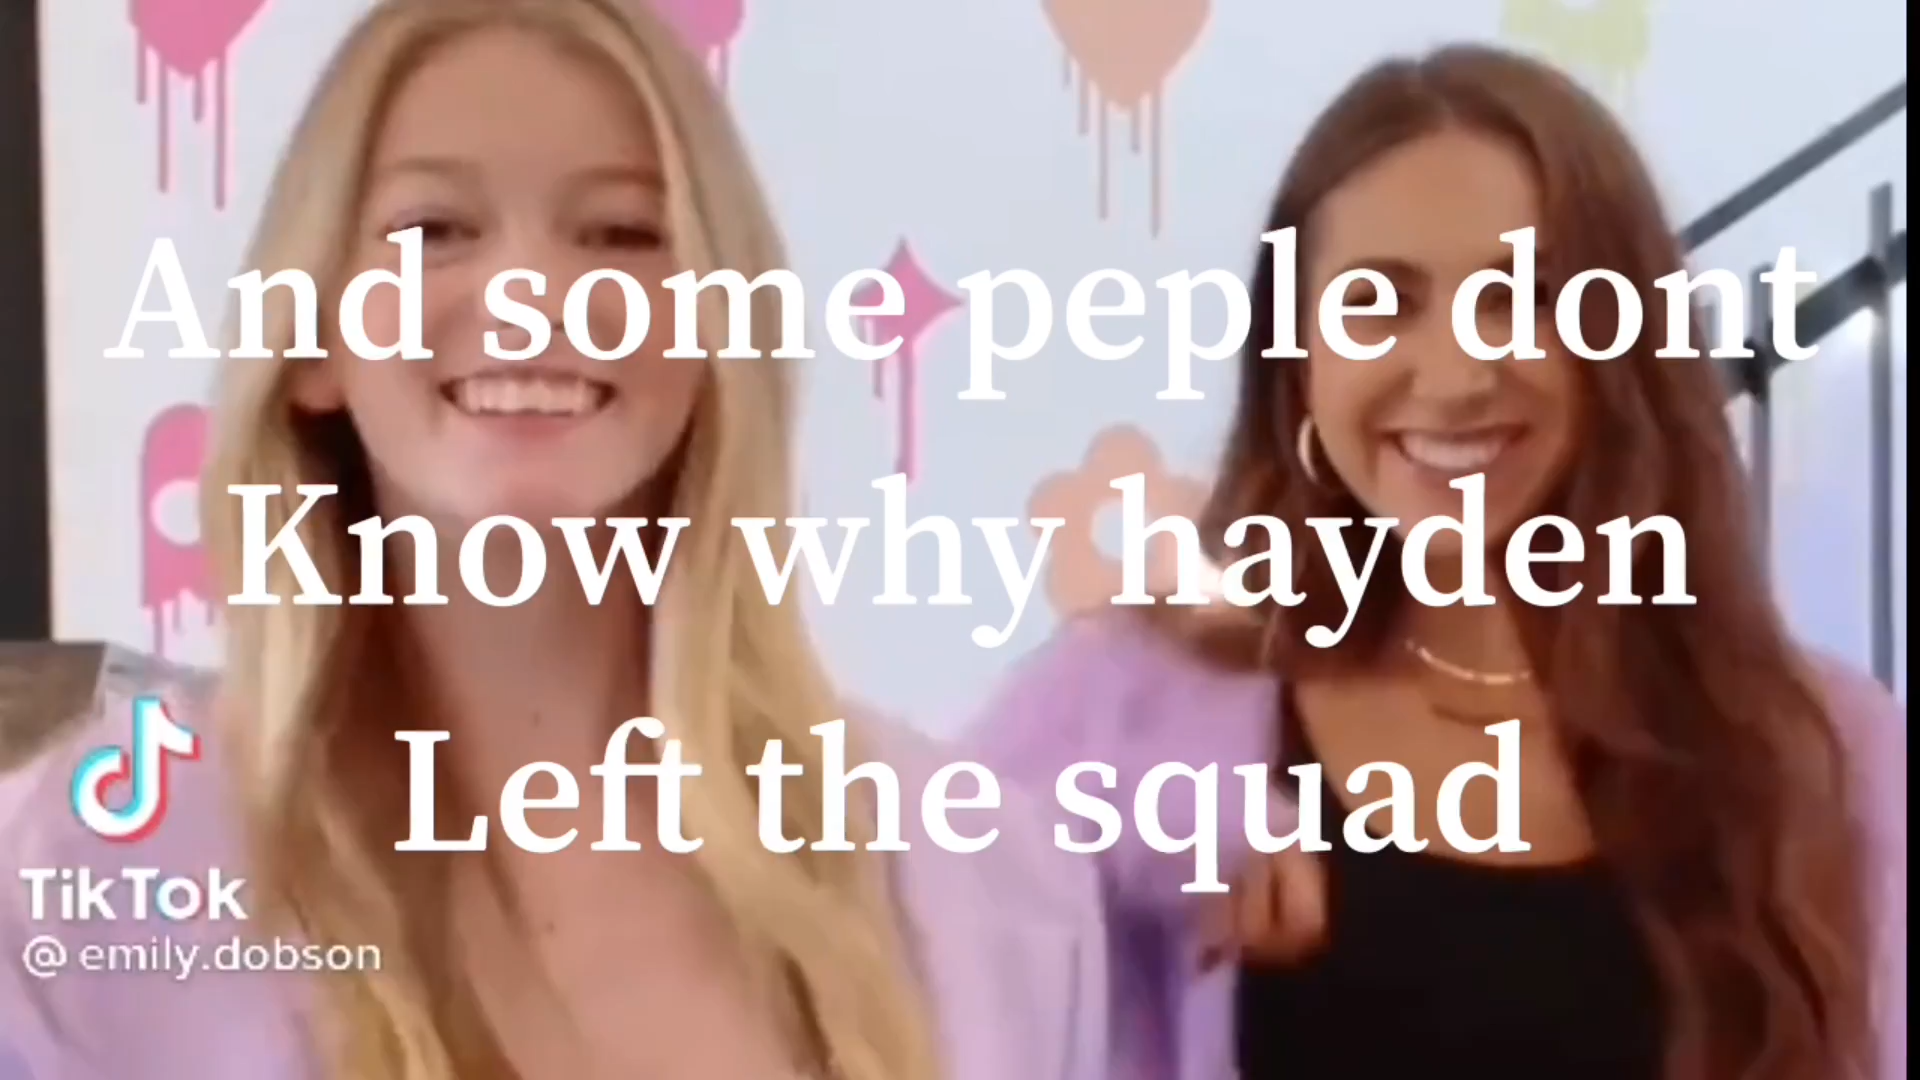 And some peple dont
Know why hayden
Left the squad
TikTok
@emily.dobson